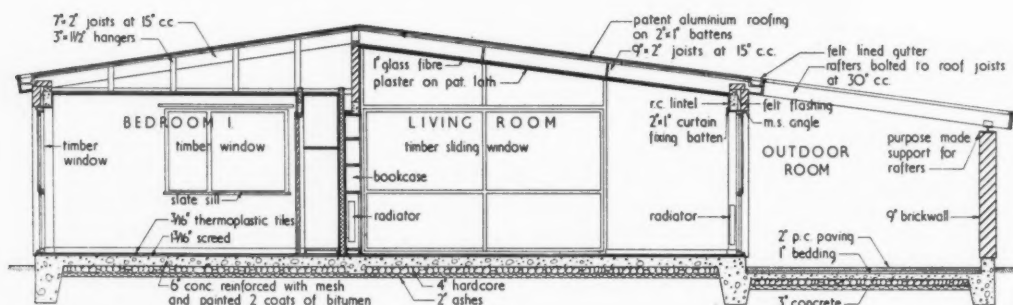 7"×2" joists at 15" c.c
3"×1½" hangers
patent aluminium roofing
on 2"×1" battens
9"×2" joists at 15" c.c.
felt lined gutter
rafters bolted to roof joists
at 30" cc.
1" glass fibre
plaster on pat. lath
r.c. lintel
2"×1" curtain
fixing batten
felt flashing
m.s. angle
BEDROOM 1.
LIVING ROOM
OUTDOOR
ROOM
timber
window
timber window
timber sliding window
purpose made
support for
rafters
bookcase
slate sill
radiator
radiator
9" brickwall
3/16" thermoplastic tiles
1 3/16" screed
2" p.c. paving
1" bedding
6" conc. reinforced with mesh
and painted 2 coats of bitumen
4" hardcore
2" ashes
3" concrete